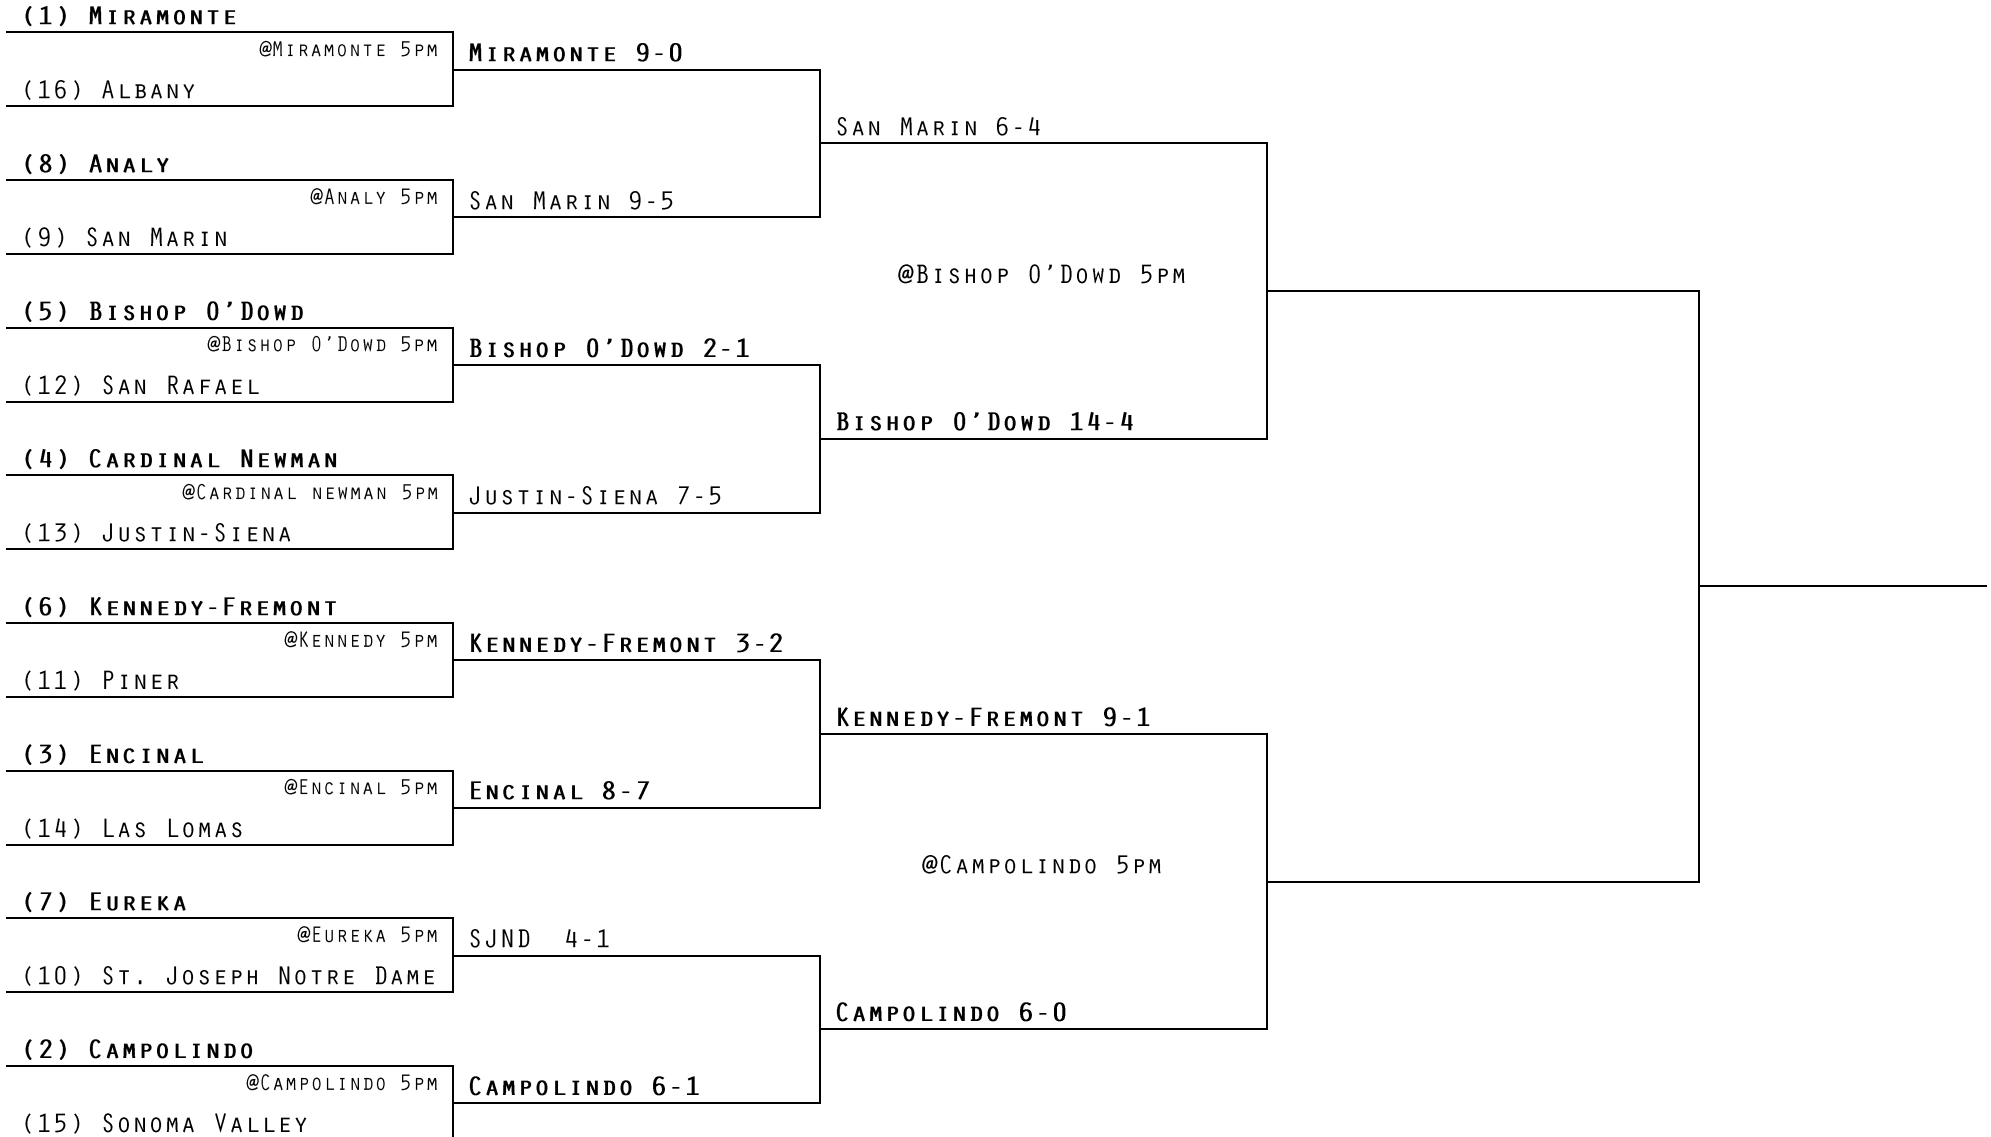 (1) Miramonte
@Miramonte 5pm
(16) Albany
(8) Analy
@Analy 5pm
(9) San Marin
(5) Bishop O'Dowd
@Bishop O'Dowd 5pm
(12) San Rafael
(4) Cardinal Newman
@Cardinal newman 5pm
(13) Justin-Siena
(6) Kennedy-Fremont
@Kennedy 5pm
(11) Piner
(3) Encinal
@Encinal 5pm
(14) Las Lomas
(7) Eureka
@Eureka 5pm
(10) St. Joseph Notre Dame
(2) Campolindo
@Campolindo 5pm
(15) Sonoma Valley
Miramonte 9-0
San Marin 9-5
Bishop O'Dowd 2-1
Justin-Siena 7-5
Kennedy-Fremont 3-2
Encinal 8-7
SJND 4-1
Campolindo 6-1
San Marin 6-4
@Bishop O'Dowd 5pm
Bishop O'Dowd 14-4
Kennedy-Fremont 9-1
@Campolindo 5pm
Campolindo 6-0